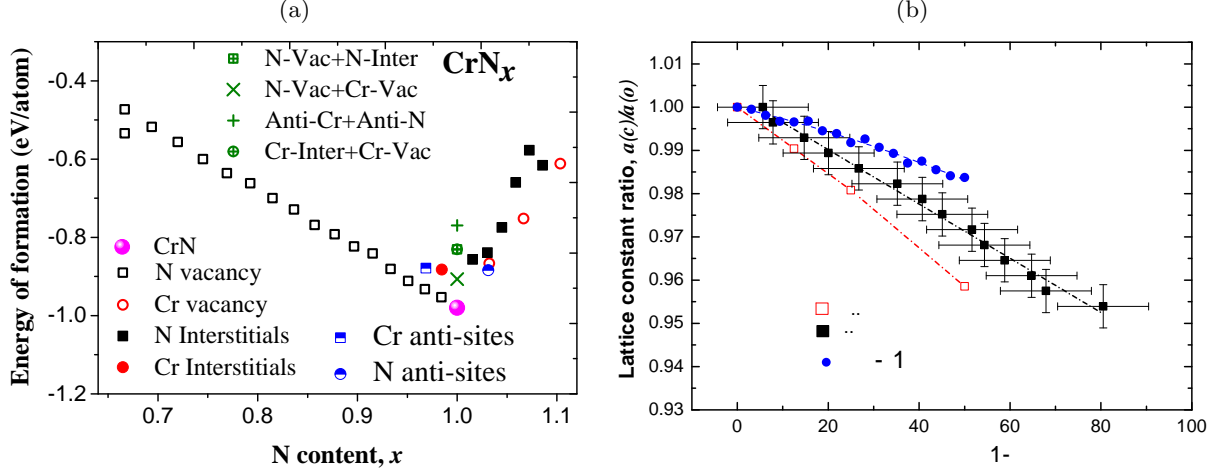 (a)
(b)
CrNx
N-Vac+N-Inter
N-Vac+Cr-Vac
Anti-Cr+Anti-N
Cr-Inter+Cr-Vac
CrN
N vacancy
Cr vacancy
N Interstitials
Cr Interstitials
Cr anti-sites
N anti-sites
Energy of formation (eV/atom)
-0.4
-0.6
-0.8
-1.0
-1.2
0.7 0.8 0.9 1.0 1.1
N content, x
Lattice constant ratio, a(c)/a(o)
1.01
1.00
0.99
0.98
0.97
0.96
0.95
0.94
0.93
,,
,,
- 1
0 20 40 60 80 100
1-